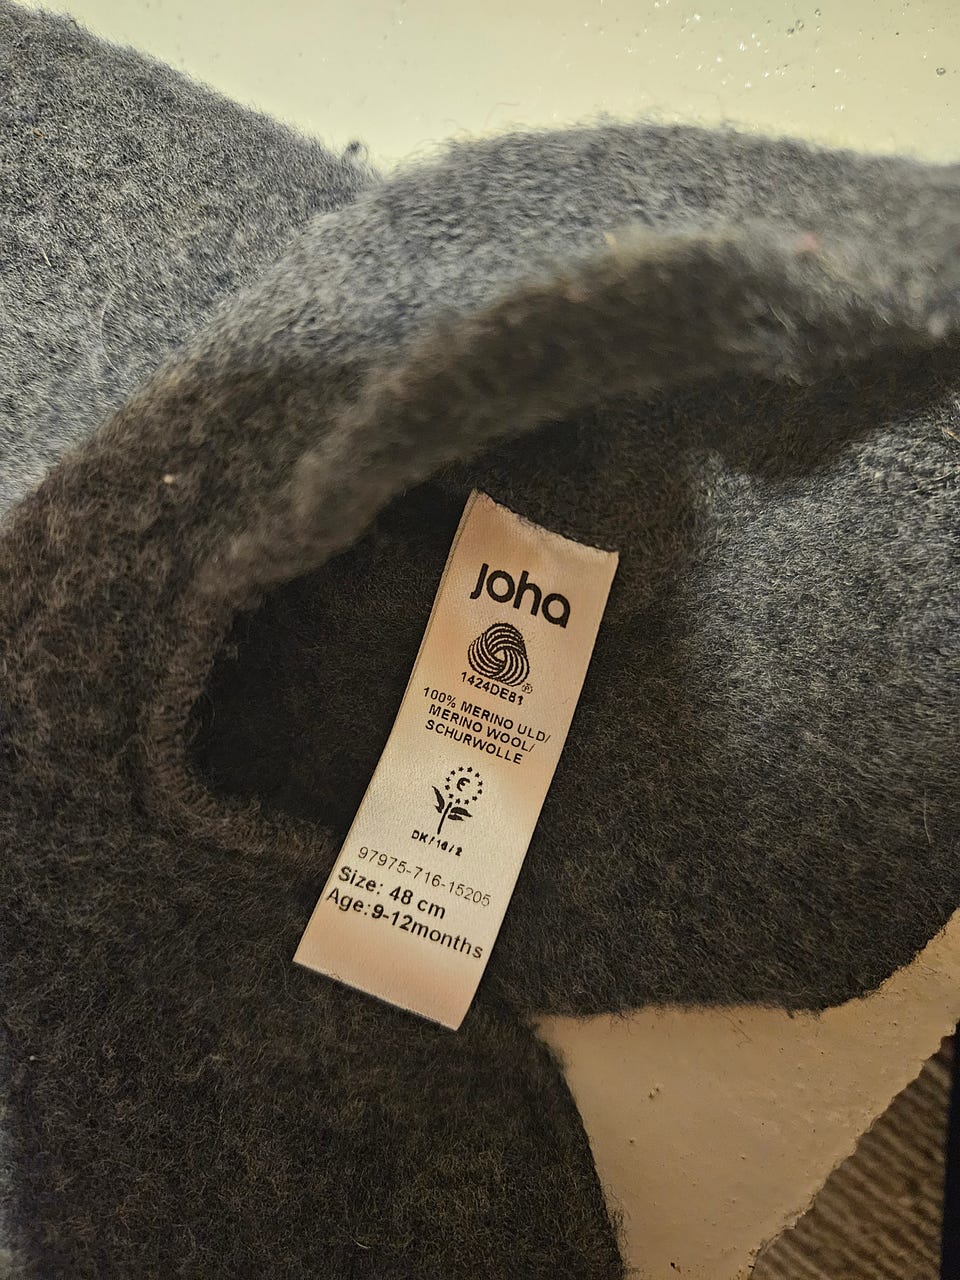 Joha
1424DE81
100% MERINO ULD/
MERINO WOOL/
SCHURWOLLE
DK/16/2
97975-716-15205
Size: 48 cm
Age:9-12months